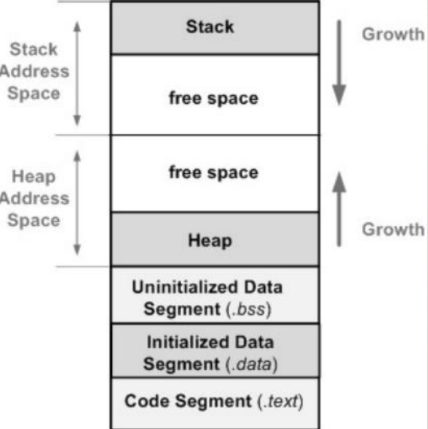 Stack
Growth
Stack
Address
Space
free space
free space
Heap
Address
Space
Growth
Heap
Uninitialized Data
Segment (.bss)
Initialized Data
Segment (.data)
Code Segment (.text)